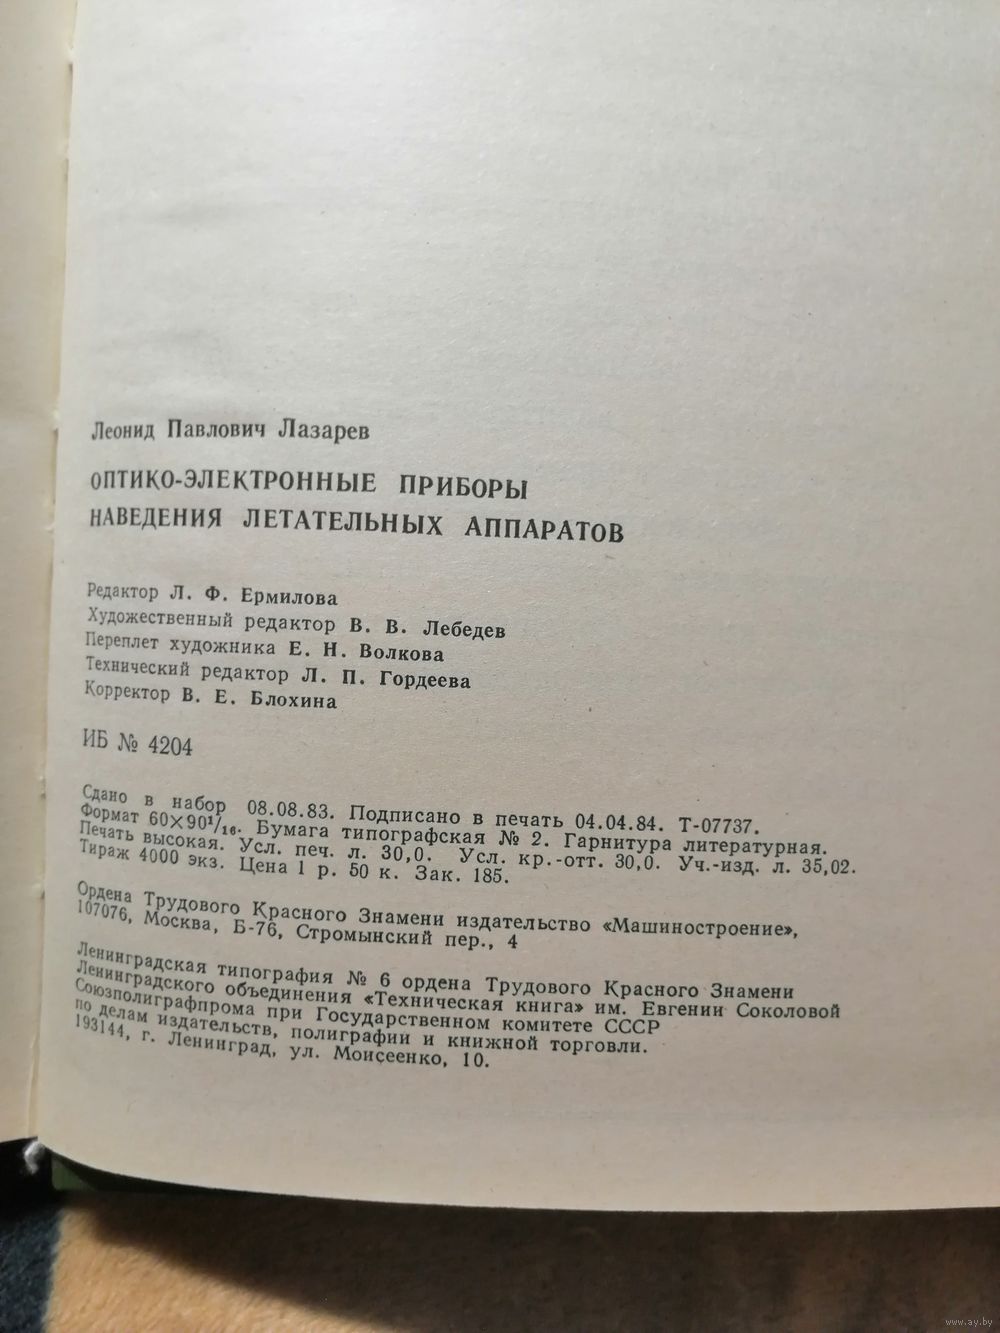 Леонид Павлович Лазарев
ОПТИКО-ЭЛЕКТРОННЫЕ ПРИБОРЫ
НАВЕДЕНИЯ ЛЕТАТЕЛЬНЫХ АППАРАТОВ
Редактор Л. Ф. Ермилова
Художественный редактор В. В. Лебедев
Переплет художника Е. Н. Волкова
Технический редактор Л. П. Гордеева
Корректор В. Е. Блохина
ИБ № 4204
Сдано в набор 08.08.83. Подписано в печать 04.04.84. Т-07737.
Формат 60×90¹/₁₆. Бумага типографская № 2. Гарнитура литературная.
Печать высокая. Усл. печ. л. 30,0. Усл. кр.-отт. 30,0. Уч.-изд. л. 35,02.
Тираж 4000 экз. Цена 1 р. 50 к. Зак. 185.
Ордена Трудового Красного Знамени издательство «Машиностроение»,
107076, Москва, Б-76, Стромынский пер., 4
Ленинградская типография № 6 ордена Трудового Красного Знамени
Ленинградского объединения «Техническая книга» им. Евгении Соколовой
Союзполиграфпрома при Государственном комитете СССР
по делам издательств, полиграфии и книжной торговли.
193144, г. Ленинград, ул. Моисеенко, 10.
www.ay.by